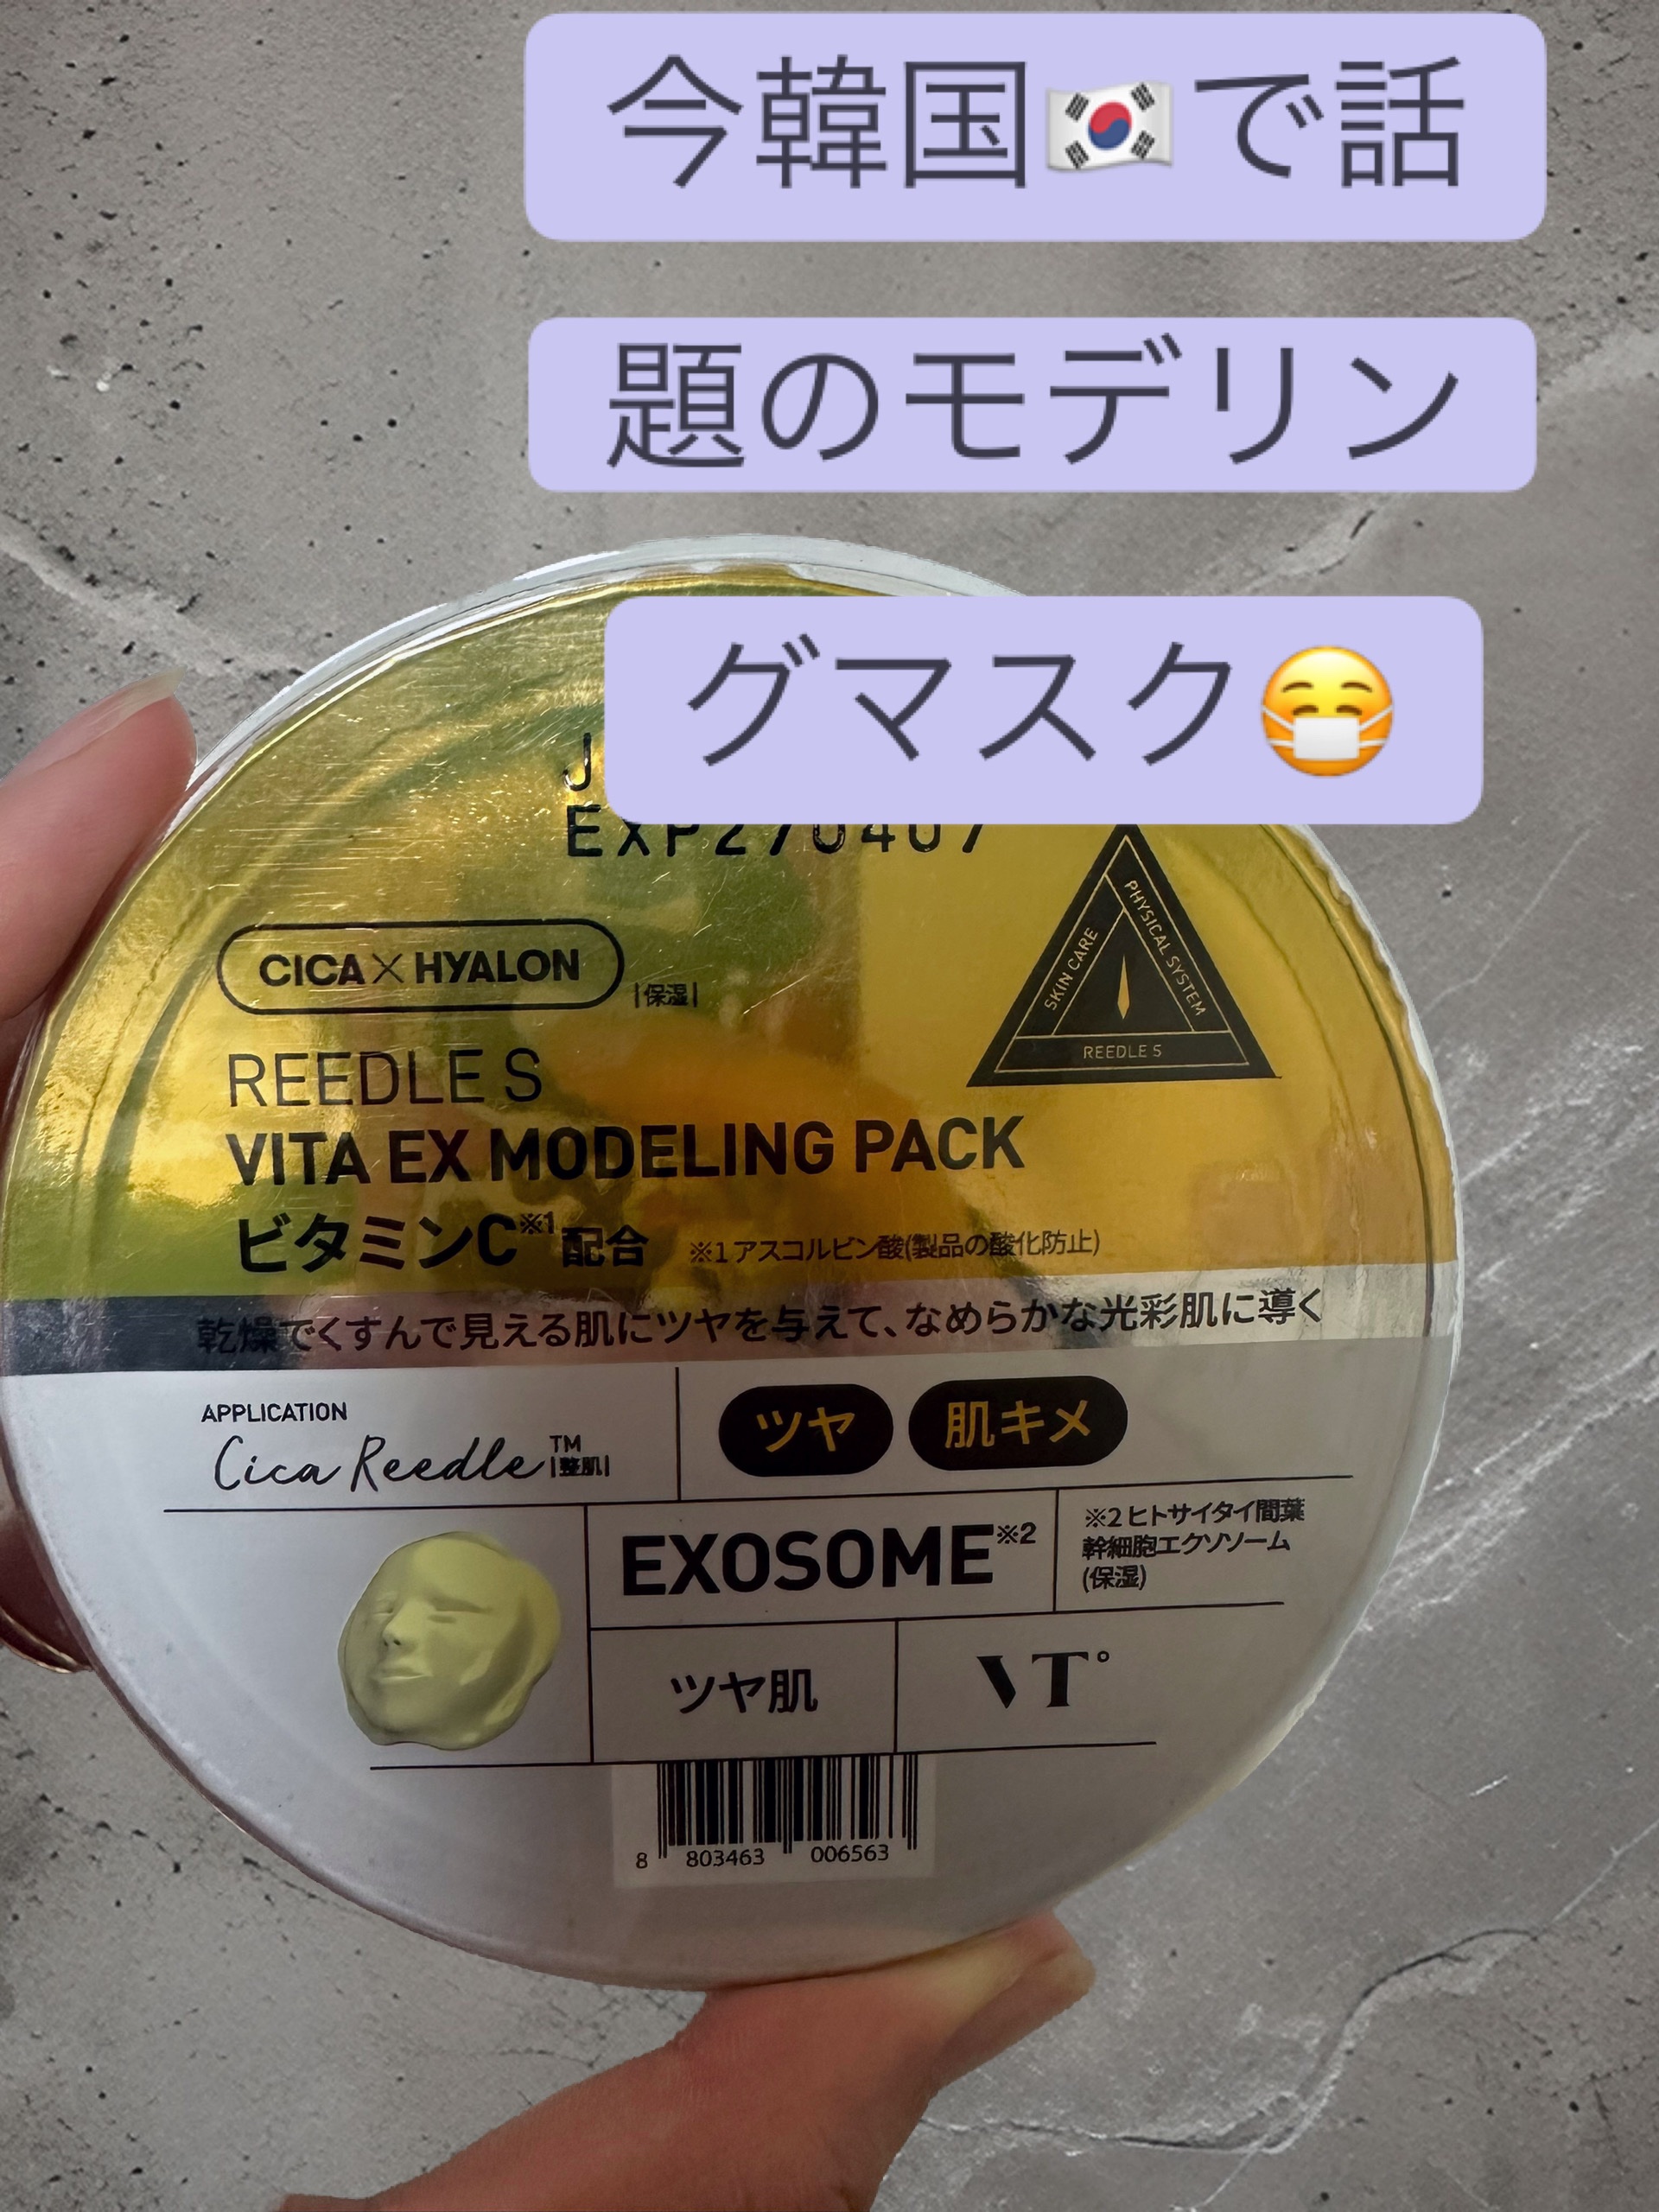 今韓国🇰🇷で話
題のモデリン
グマスク😷
J
EXP270407
CICA×HYALON
|保湿|
SKIN CARE
PHYSICAL SYSTEM
REEDLE S
REEDLE S
VITA EX MODELING PACK
ビタミンC※1配合 ※1 アスコルビン酸(製品の酸化防止)
乾燥でくすんで見える肌にツヤを与えて、なめらかな光彩肌に導く
APPLICATION
Cica Reedle™
|整肌|
ツヤ 肌キメ
EXOSOME※2
※2 ヒトサイタイ間葉
幹細胞エクソソーム
(保湿)
ツヤ肌
VT
8 803463 006563